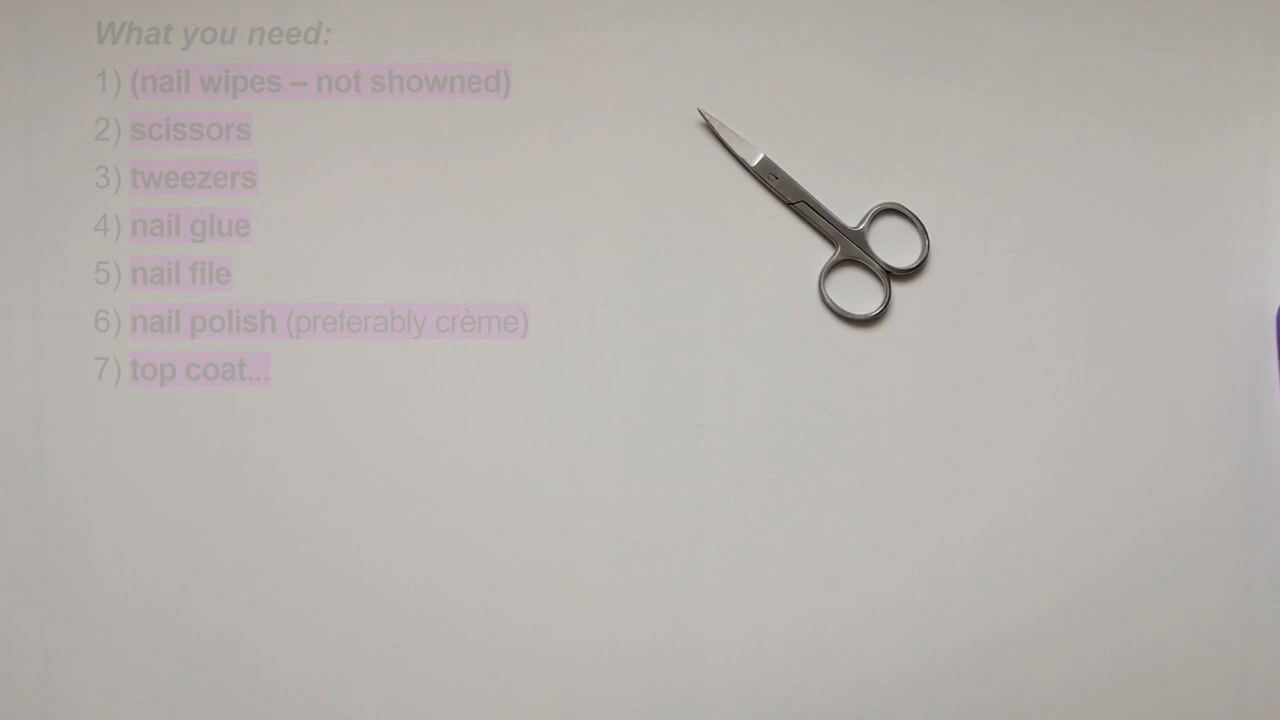 What you need:
1) (nail wipes – not showned)
2) scissors
3) tweezers
4) nail glue
5) nail file
6) nail polish (preferably crème)
7) top coat...